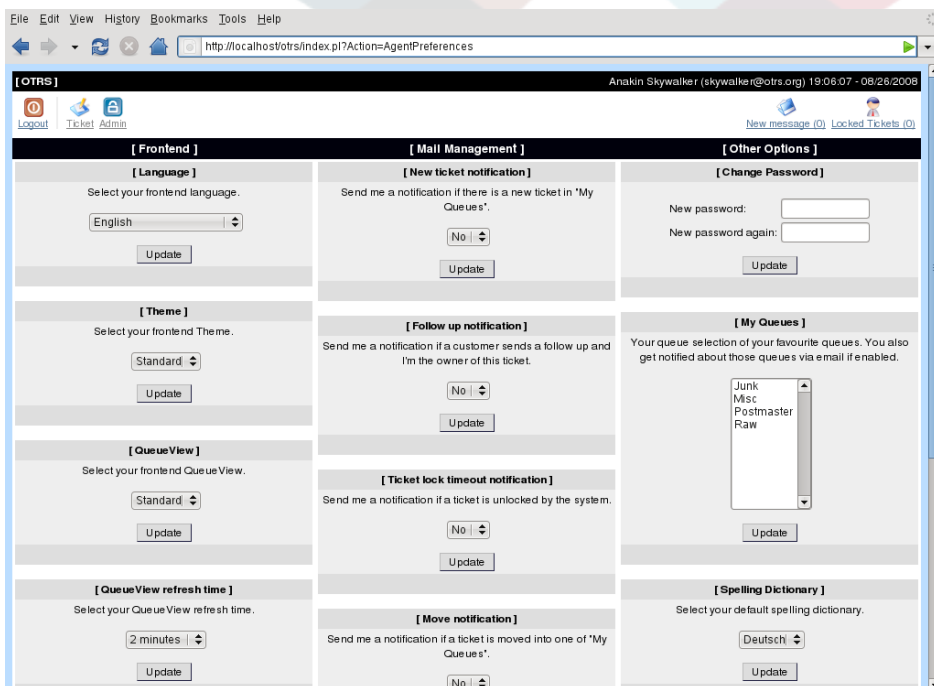 File Edit View History Bookmarks Tools Help
http://localhost/otrs/index.pl?Action=AgentPreferences
[OTRS]
Anakin Skywalker (skywalker@otrs.org) 19:06:07 - 08/26/2008
Logout Ticket Admin
New message (0) Locked Tickets (0)
[ Frontend ]
[ Language ]
Select your frontend language.
English
Update
[ Theme ]
Select your frontend Theme.
Standard
Update
[ QueueView ]
Select your frontend QueueView.
Standard
Update
[ QueueView refresh time ]
Select your QueueView refresh time.
2 minutes
Update
[ Mail Management ]
[ New ticket notification ]
Send me a notification if there is a new ticket in "My
Queues".
No
Update
[ Follow up notification ]
Send me a notification if a customer sends a follow up and
I'm the owner of this ticket.
No
Update
[ Ticket lock timeout notification ]
Send me a notification if a ticket is unlocked by the system.
No
Update
[ Move notification ]
Send me a notification if a ticket is moved into one of "My
Queues".
No
[ Other Options ]
[ Change Password ]
New password:
New password again:
Update
[ My Queues ]
Your queue selection of your favourite queues. You also
get notified about those queues via email if enabled.
Junk
Misc
Postmaster
Raw
Update
[ Spelling Dictionary ]
Select your default spelling dictionary.
Deutsch
Update